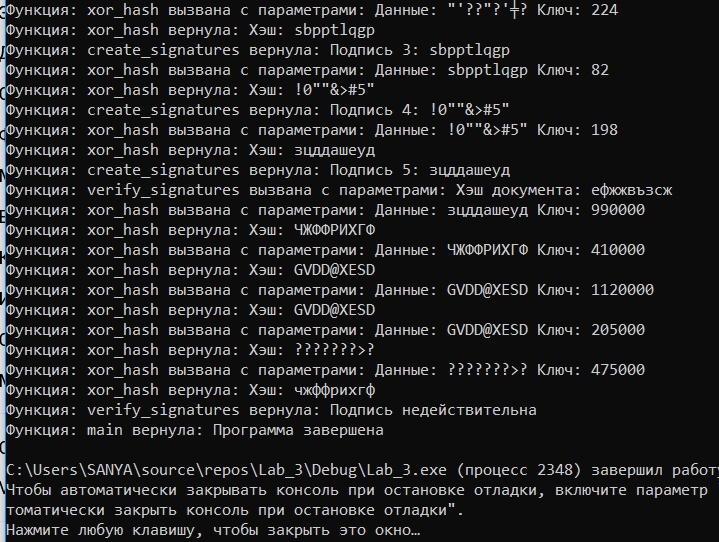 Функция: xor_hash вызвана с параметрами: Данные: "'??"?'╪? Ключ: 224
Функция: xor_hash вернула: Хэш: sbpptlqgp
Функция: create_signatures вернула: Подпись 3: sbpptlqgp
Функция: xor_hash вызвана с параметрами: Данные: sbpptlqgp Ключ: 82
Функция: xor_hash вернула: Хэш: !0""&>#5"
Функция: create_signatures вернула: Подпись 4: !0""&>#5"
Функция: xor_hash вызвана с параметрами: Данные: !0""&>#5" Ключ: 198
Функция: xor_hash вернула: Хэш: зцддашеуд
Функция: create_signatures вернула: Подпись 5: зцддашеуд
Функция: verify_signatures вызвана с параметрами: Хэш документа: ефжжвъзсж
Функция: xor_hash вызвана с параметрами: Данные: зцддашеуд Ключ: 990000
Функция: xor_hash вернула: Хэш: ЧЖФФРИХГФ
Функция: xor_hash вызвана с параметрами: Данные: ЧЖФФРИХГФ Ключ: 410000
Функция: xor_hash вернула: Хэш: GVDD@XESD
Функция: xor_hash вызвана с параметрами: Данные: GVDD@XESD Ключ: 1120000
Функция: xor_hash вернула: Хэш: GVDD@XESD
Функция: xor_hash вызвана с параметрами: Данные: GVDD@XESD Ключ: 205000
Функция: xor_hash вернула: Хэш: ???????>?
Функция: xor_hash вызвана с параметрами: Данные: ???????>? Ключ: 475000
Функция: xor_hash вернула: Хэш: чжффрихгф
Функция: verify_signatures вернула: Подпись недействительна
Функция: main вернула: Программа завершена
C:\Users\SANYA\source\repos\Lab_3\Debug\Lab_3.exe (процесс 2348) завершил работу
Чтобы автоматически закрывать консоль при остановке отладки, включите параметр
томатически закрыть консоль при остановке отладки".
Нажмите любую клавишу, чтобы закрыть это окно…